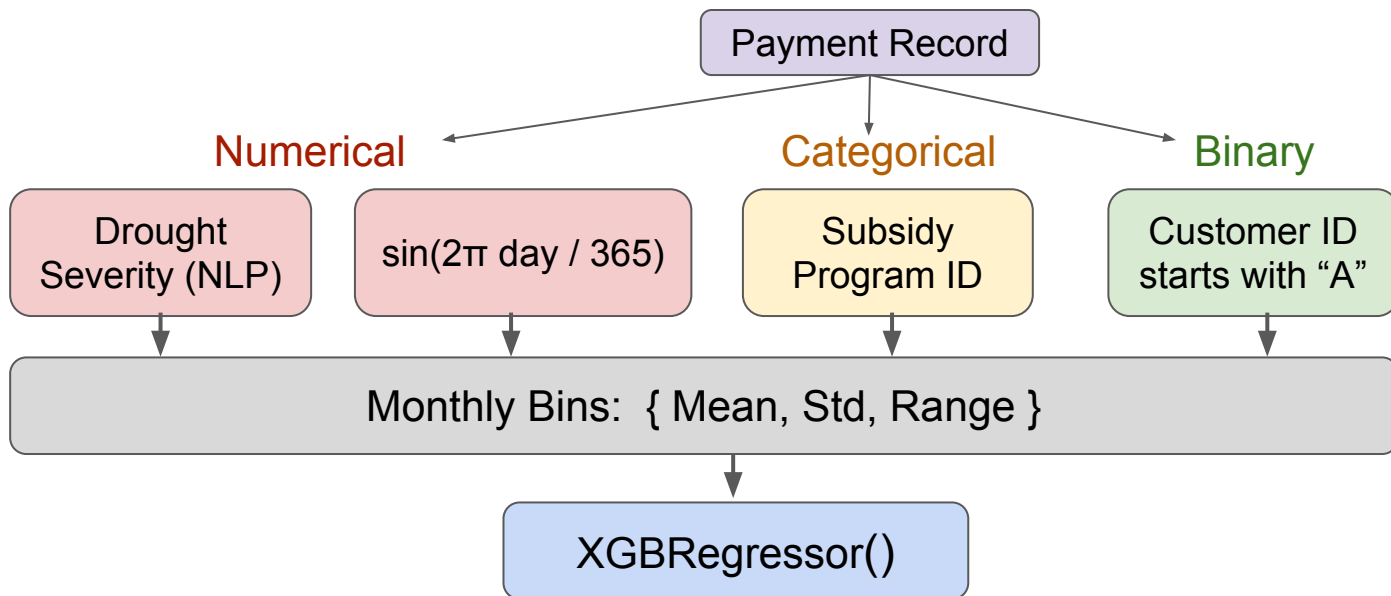 Payment Record
Numerical
Categorical
Binary
Drought
Severity (NLP)
sin(2π day / 365)
Subsidy
Program ID
Customer ID
starts with “A”
Monthly Bins:  { Mean, Std, Range }
XGBRegressor()